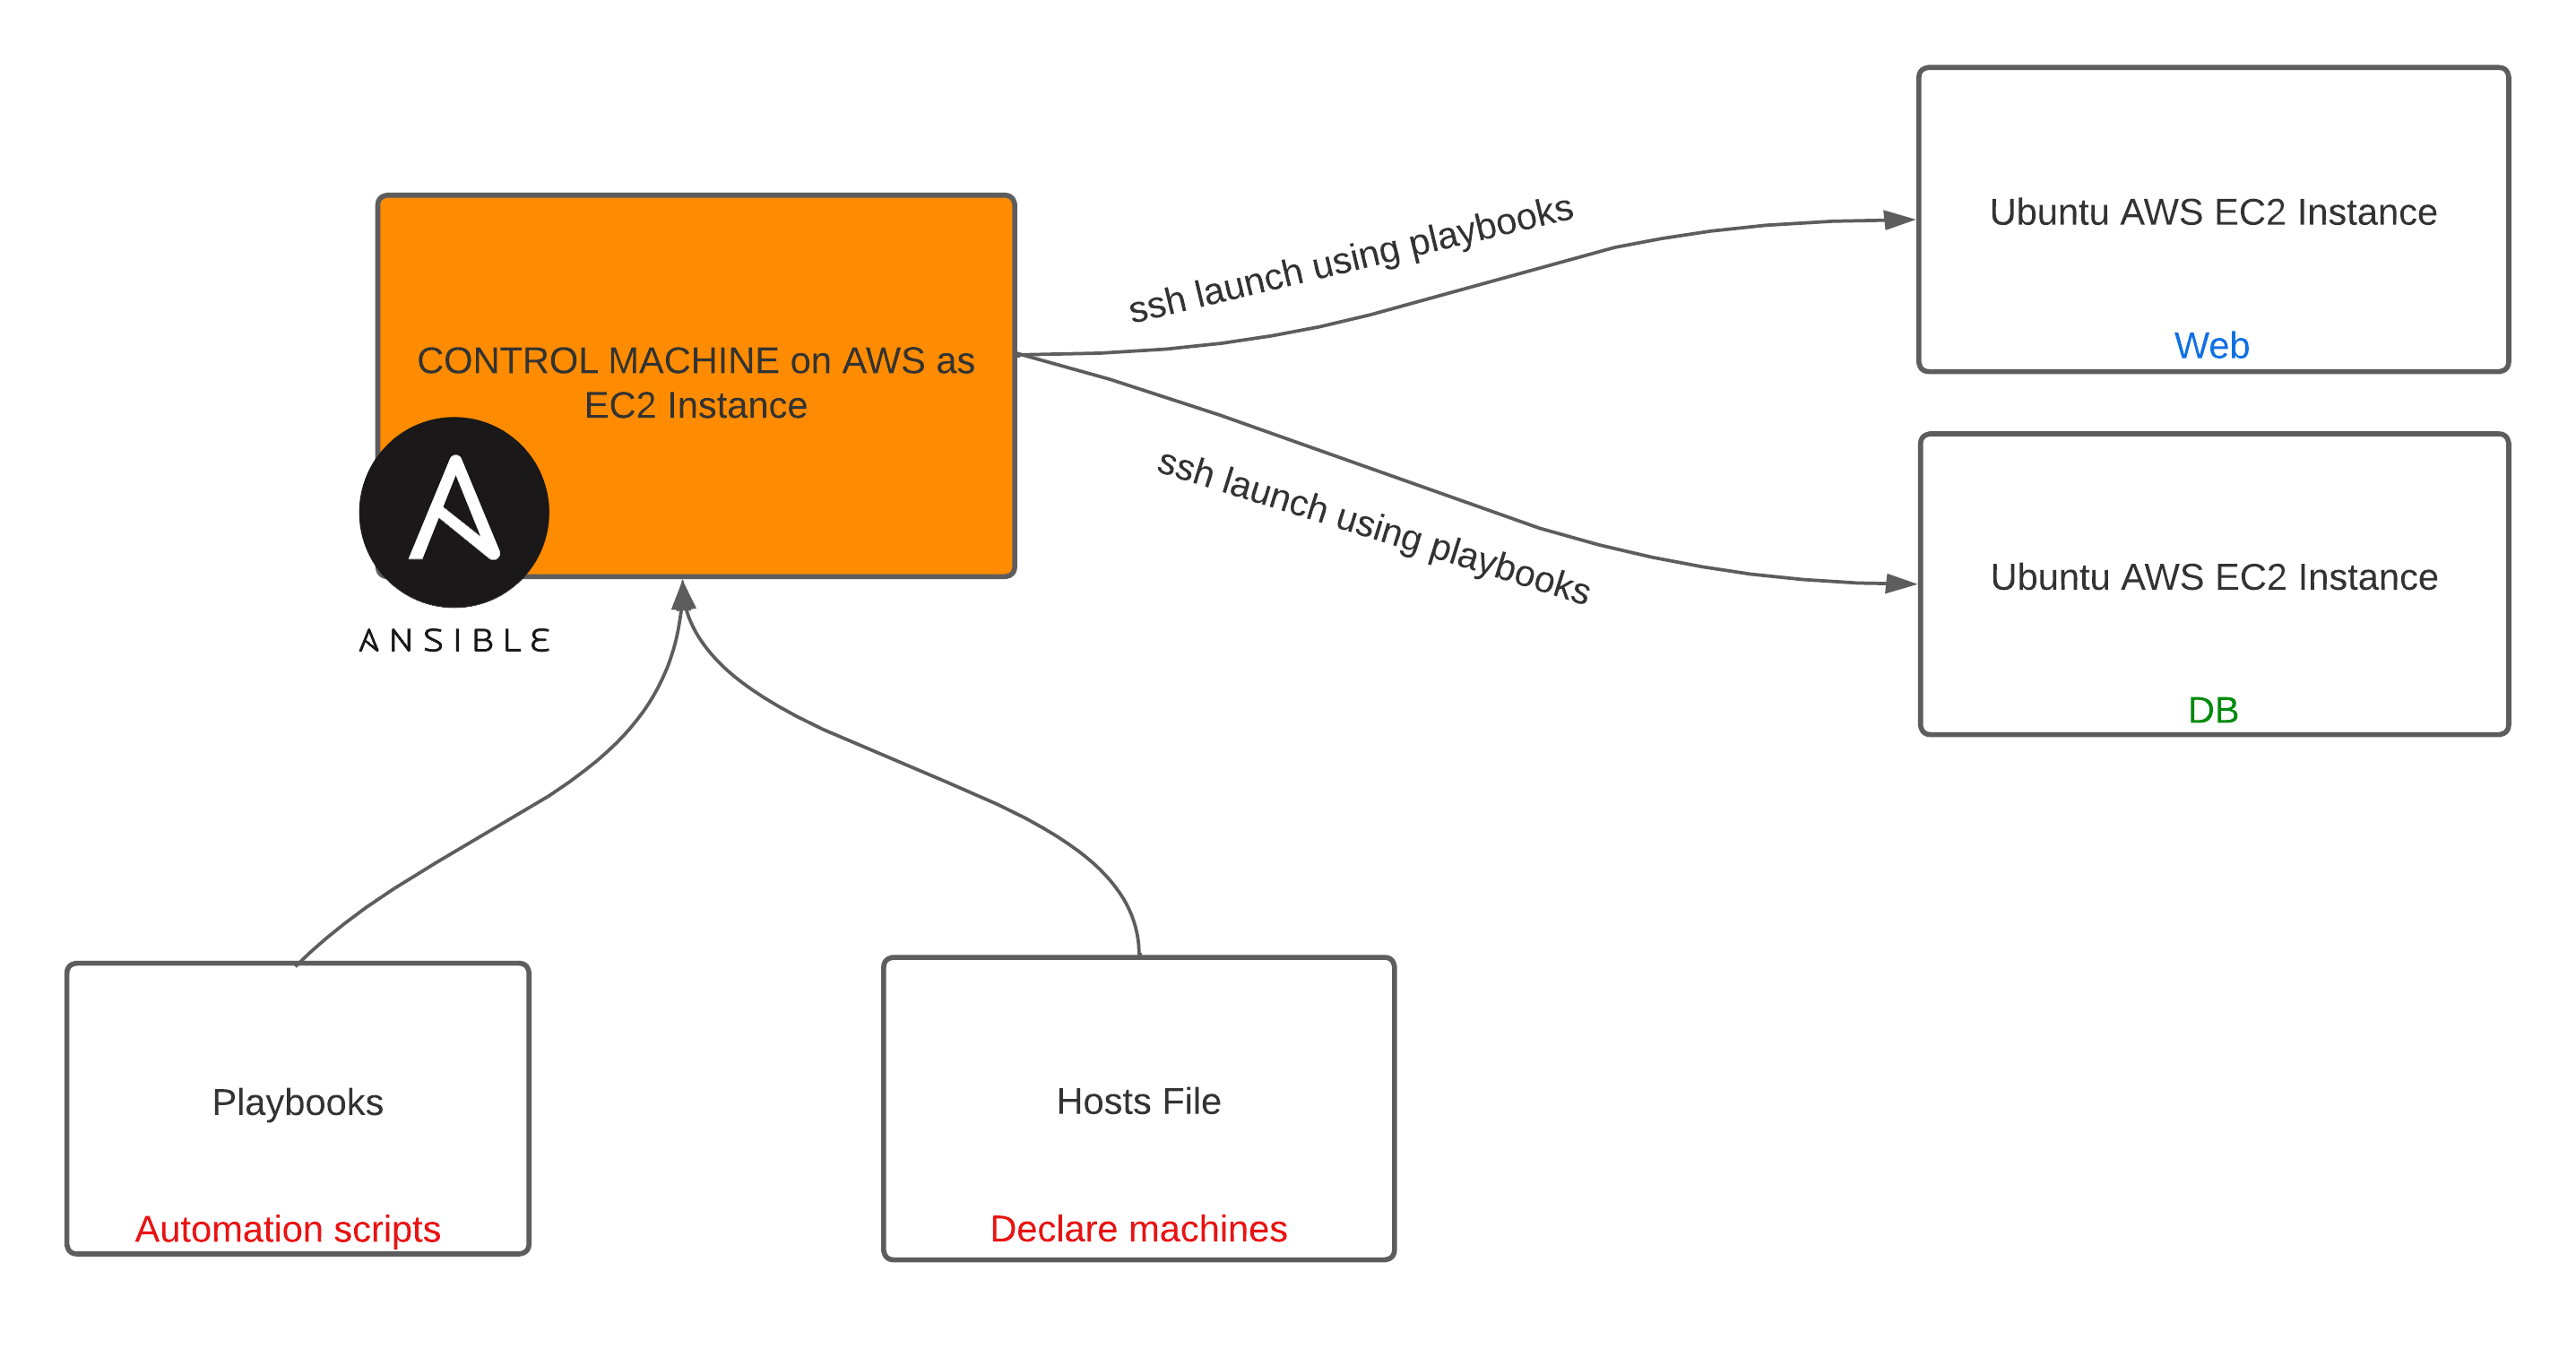 Ubuntu AWS EC2 Instance
Web
ssh launch using playbooks
CONTROL MACHINE on AWS as
EC2 Instance
ANSIBLE
ssh launch using playbooks
Ubuntu AWS EC2 Instance
DB
Playbooks
Automation scripts
Hosts File
Declare machines